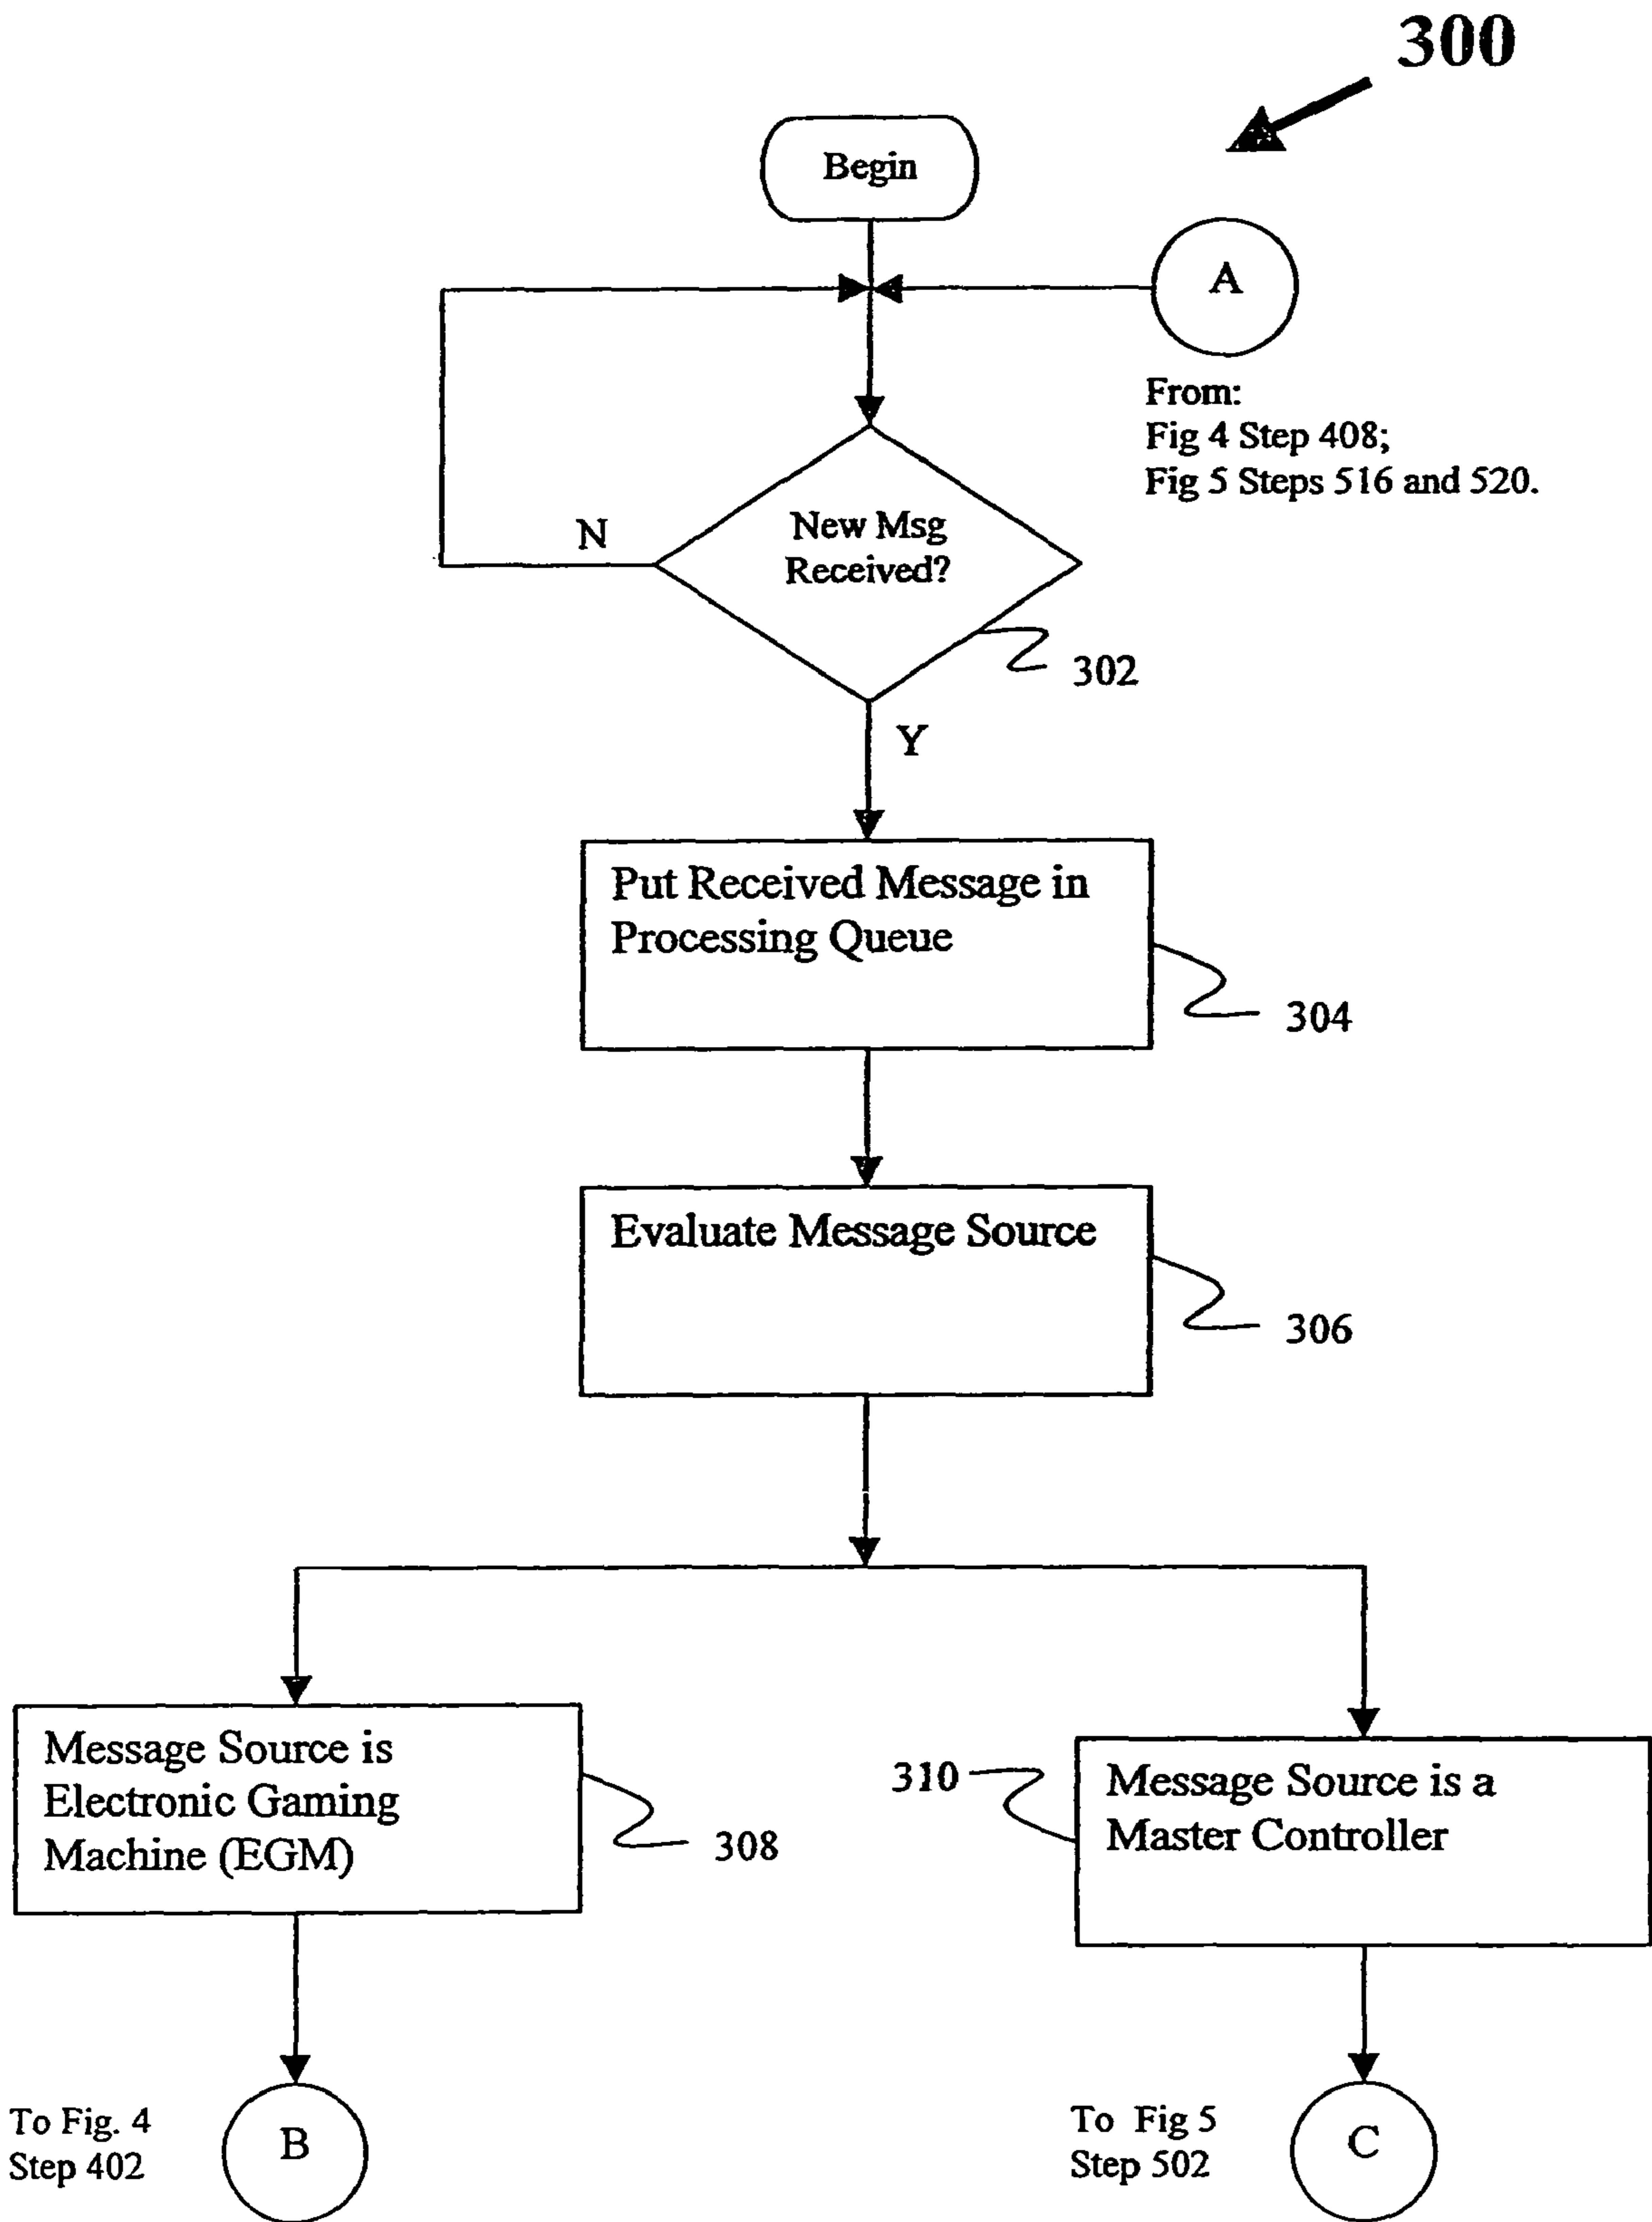 300
Begin
A
From:
Fig 4 Step 408;
Fig 5 Steps 516 and 520.
New Msg
Received?
N
302
Y
Put Received Message in
Processing Queue
304
Evaluate Message Source
306
Message Source is
Electronic Gaming
Machine (EGM)
308
310
Message Source is a
Master Controller
To Fig. 4
Step 402
B
To Fig 5
Step 502
C